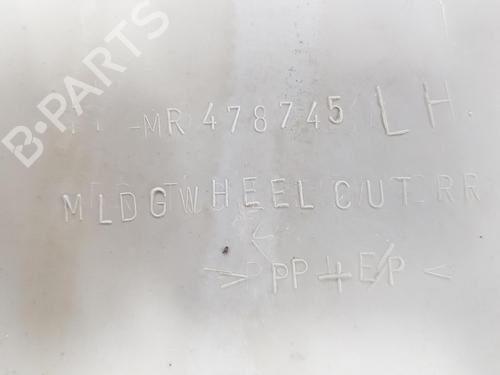 B-PARTS
-MR 478745 LH.
MLDG WHEEL CUT RR
>PP+E/P<